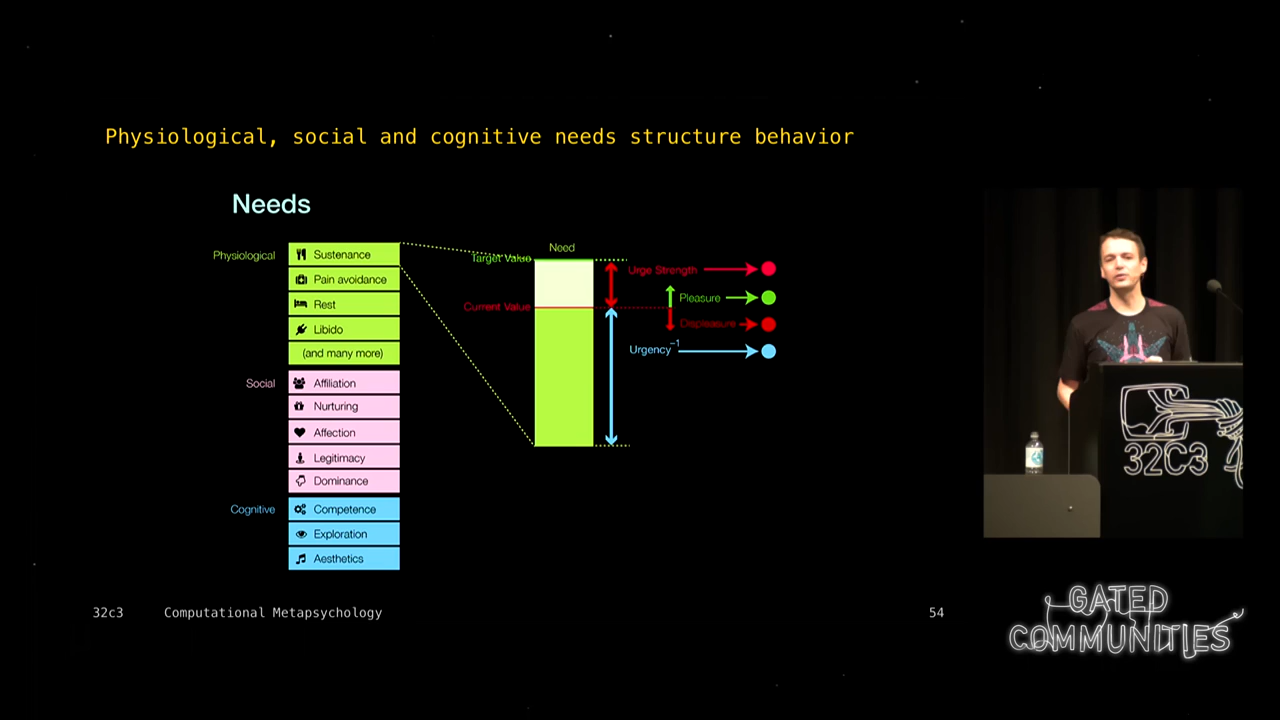 Physiological, social and cognitive needs structure behavior
Needs
Physiological
Sustenance
Pain avoidance
Rest
Libido
(and many more)
Social
Affiliation
Nurturing
Affection
Legitimacy
Dominance
Cognitive
Competence
Exploration
Aesthetics
Need
Target Value
Current Value
Urge Strength
Pleasure
Displeasure
Urgency⁻¹
32C3
32c3 Computational Metapsychology 54
GATED
COMMUNITIES